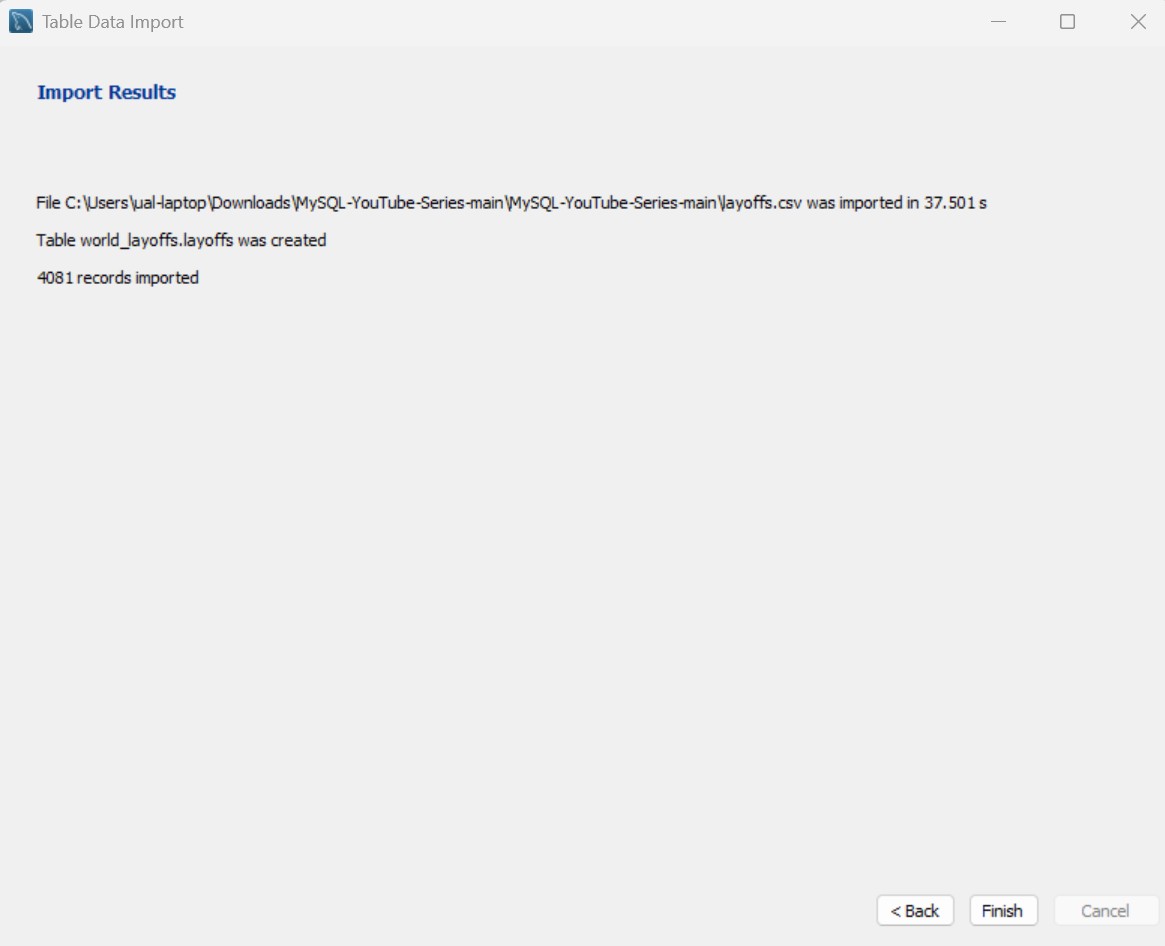 Table Data Import
Import Results
File C:\Users\ual-laptop\Downloads\MySQL-YouTube-Series-main\MySQL-YouTube-Series-main\layoffs.csv was imported in 37.501 s
Table world_layoffs.layoffs was created
4081 records imported
< Back Finish Cancel